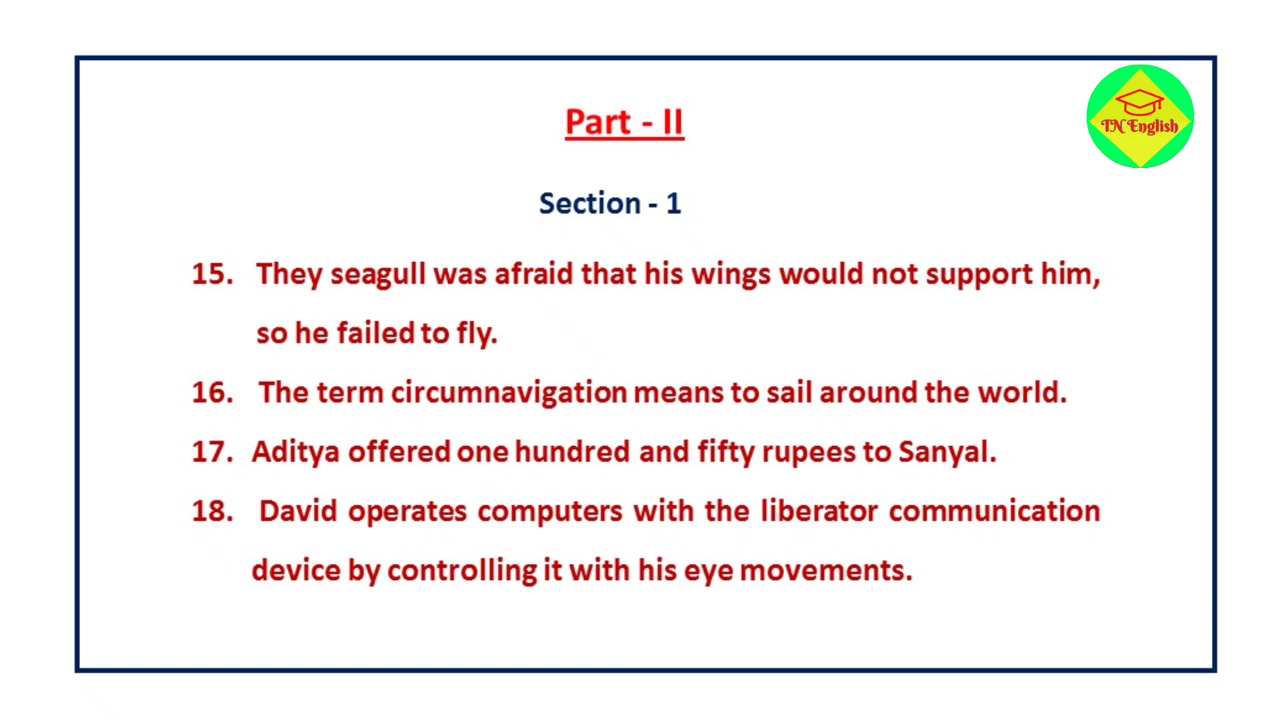 Part - II
TN English
Section - 1
15. They seagull was afraid that his wings would not support him,
so he failed to fly.
16. The term circumnavigation means to sail around the world.
17. Aditya offered one hundred and fifty rupees to Sanyal.
18. David operates computers with the liberator communication
device by controlling it with his eye movements.